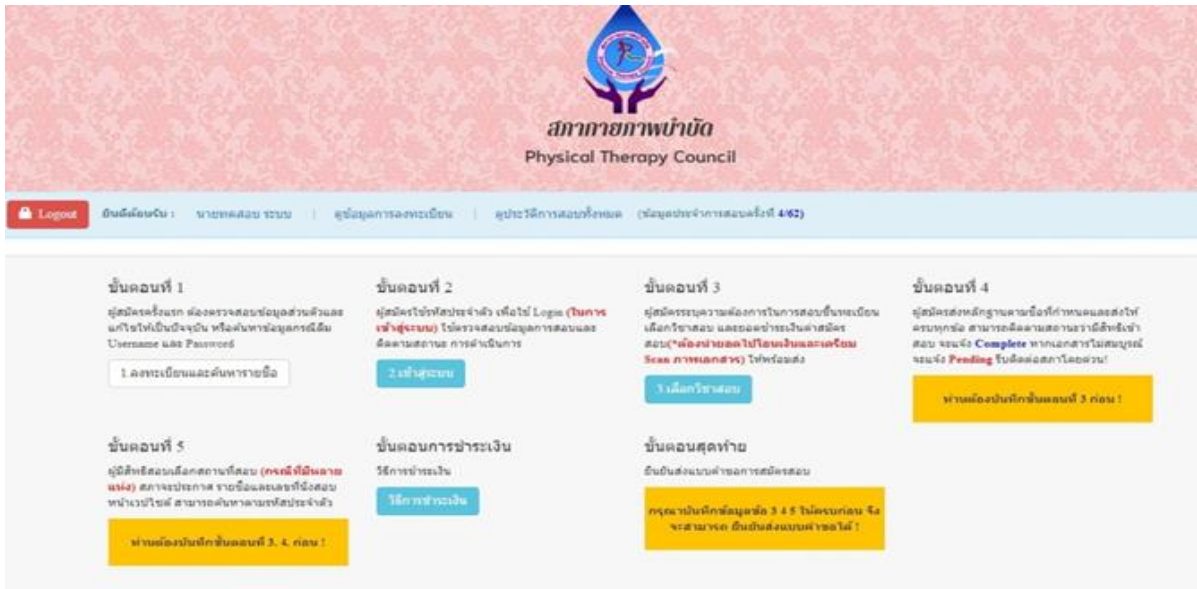 สภากายภาพบำบัด
Physical Therapy Council
Logout ยินดีต้อนรับ : นายทดสอบ ระบบ | ดูข้อมูลการลงทะเบียน | ดูประวัติการสอบทั้งหมด (ข้อมูลประจำการสอบครั้งที่ 4/62)
ขั้นตอนที่ 1
ผู้สมัครครั้งแรก ต้องตรวจสอบข้อมูลส่วนตัวและ
แก้ไขให้เป็นปัจจุบัน หรือค้นหาข้อมูลกรณีลืม
Username และ Password
1.ลงทะเบียนและค้นหารายชื่อ
ขั้นตอนที่ 2
ผู้สมัครใช้รหัสประจำตัว เพื่อใช้ Login (ในการ
เข้าสู่ระบบ) ใช้ตรวจสอบข้อมูลการสอบและ
ติดตามสถานะ การดำเนินการ
2.เข้าสู่ระบบ
ขั้นตอนที่ 3
ผู้สมัครระบุความต้องการในการสอบขึ้นทะเบียน
เลือกวิชาสอบ และยอดชำระเงินค่าสมัคร
สอบ(*ต้องนำยอดไปโอนเงินและเตรียม
Scan ภาพเอกสาร) ให้พร้อมส่ง
3.เลือกวิชาสอบ
ขั้นตอนที่ 4
ผู้สมัครส่งหลักฐานตามชื่อที่กำหนดและส่งให้
ครบทุกข้อ สามารถติดตามสถานะว่ามีสิทธิเข้า
สอบ จะแจ้ง Complete หากเอกสารไม่สมบูรณ์
จะแจ้ง Pending รีบติดต่อสภาโดยด่วน!
ท่านต้องบันทึกขั้นตอนที่ 3 ก่อน !
ขั้นตอนที่ 5
ผู้มีสิทธิสอบเลือกสถานที่สอบ (กรณีที่มีหลาย
แห่ง) สภาจะประกาศ รายชื่อและเลขที่นั่งสอบ
หน้าเวปไซต์ สามารถค้นหาตามรหัสประจำตัว
ท่านต้องบันทึกขั้นตอนที่ 3. 4. ก่อน !
ขั้นตอนการชำระเงิน
วิธีการชำระเงิน
วิธีการชำระเงิน
ขั้นตอนสุดท้าย
ยืนยันส่งแบบคำขอการสมัครสอบ
กรุณาบันทึกข้อมูลข้อ 3 4 5 ให้ครบก่อน จึง
จะสามารถ ยืนยันส่งแบบคำขอได้ !